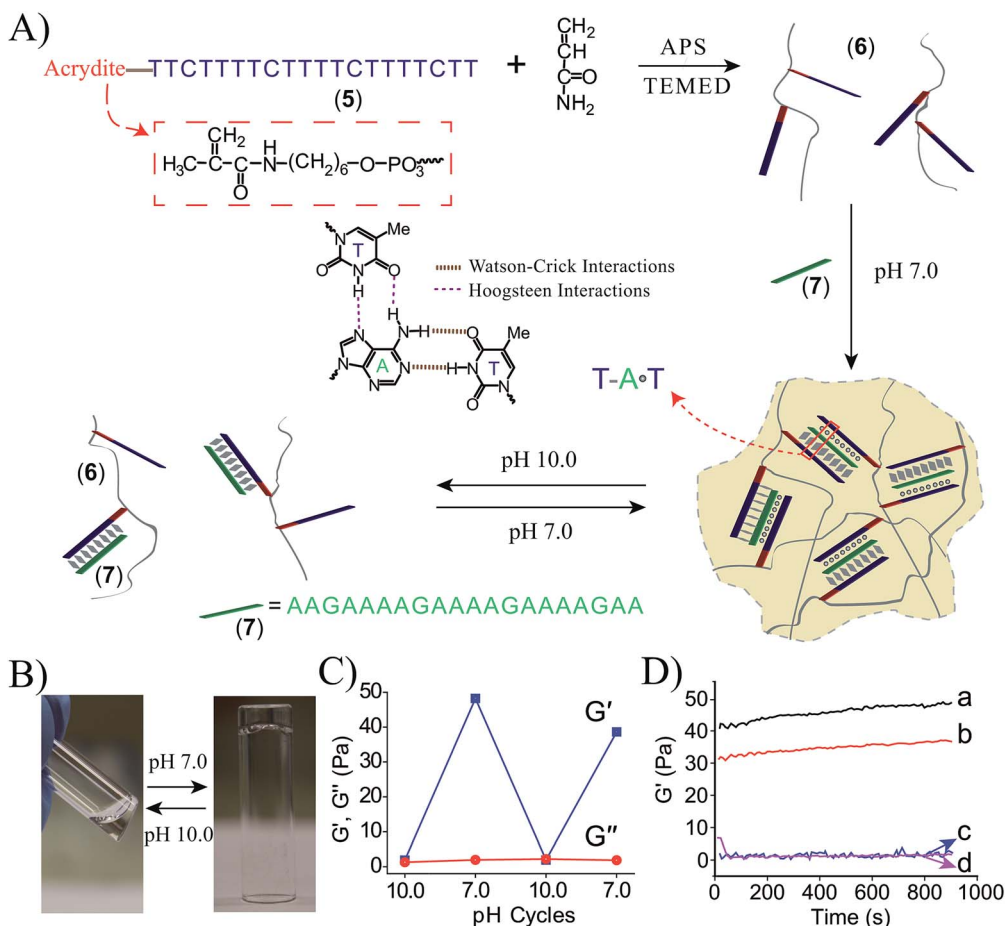 A)
Acrydite—TTCTTTTCTTTTCTTTTCTT
(5)
+
CH2
CH
C=O
NH2
APS
TEMED
(6)
CH2
H3C–C–C–N–(CH2)6–O–PO3
O H
pH 7.0
(7)
Me
N
T
O N O
H
Watson-Crick Interactions
Hoogsteen Interactions
H
N–H O Me
N
N A N H–N T
N N O N
T-A•T
(6)
(7)
pH 10.0
pH 7.0
(7) = AAGAAAAGAAAAGAAAAGAA
B)
pH 7.0
pH 10.0
C)
G', G'' (Pa)
50
40
30
20
10
0
G'
G''
10.0 7.0 10.0 7.0
pH Cycles
D)
G' (Pa)
50
40
30
20
10
0
a
b
c
d
0 200 400 600 800 1000
Time (s)